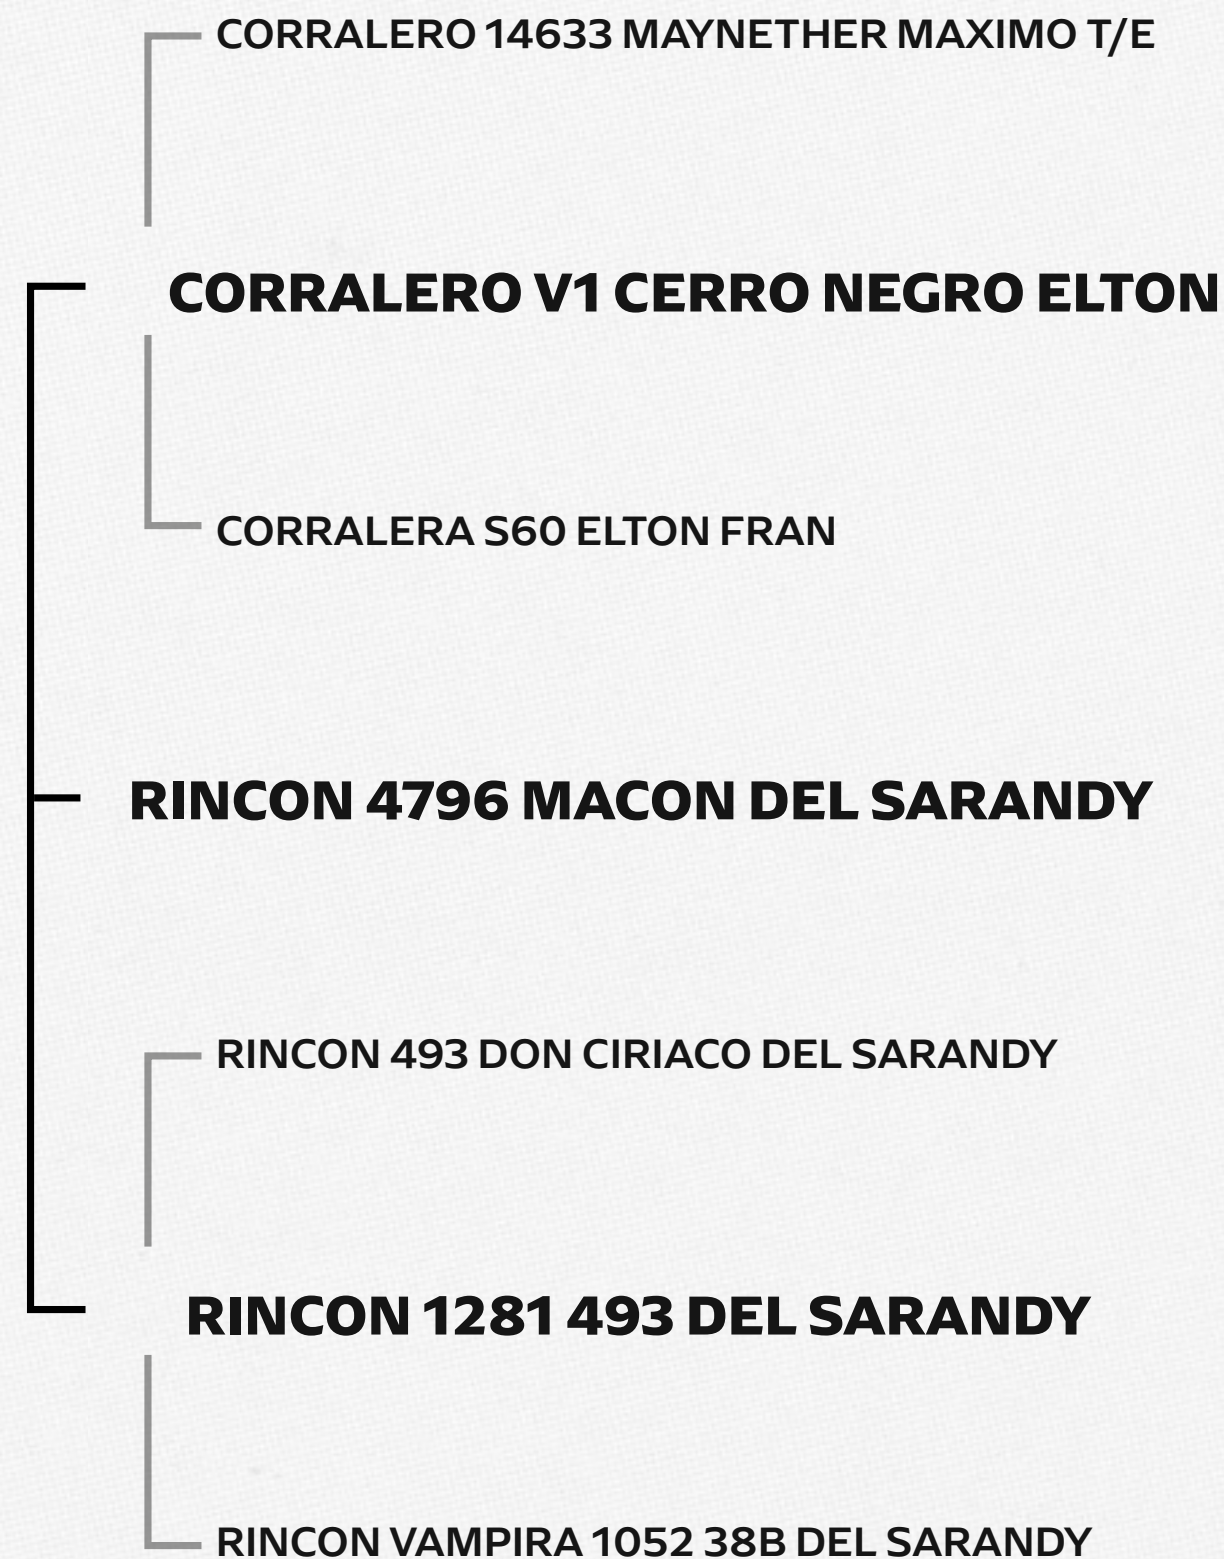 CORRALERO 14633 MAYNETHER MAXIMO T/E
CORRALERO V1 CERRO NEGRO ELTON
CORRALERA S60 ELTON FRAN
RINCON 4796 MACON DEL SARANDY
RINCON 493 DON CIRIACO DEL SARANDY
RINCON 1281 493 DEL SARANDY
RINCON VAMPIRA 1052 38B DEL SARANDY